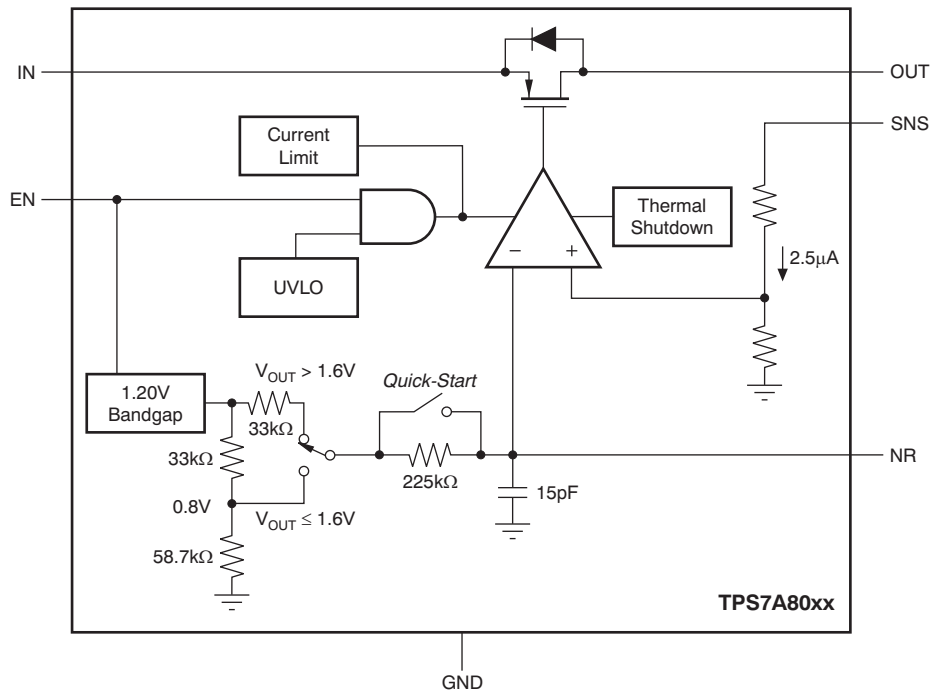 IN
OUT
SNS
Current
Limit
EN
Thermal
Shutdown
− +
2.5μA
UVLO
V_OUT > 1.6V
Quick-Start
1.20V
Bandgap
33kΩ
33kΩ
225kΩ
NR
15pF
0.8V
V_OUT ≤ 1.6V
58.7kΩ
TPS7A80xx
GND